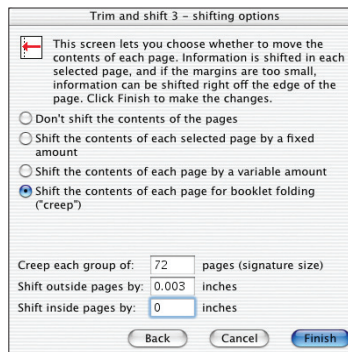 Trim and shift 3 – shifting options
This screen lets you choose whether to move the
contents of each page. Information is shifted in each
selected page, and if the margins are too small,
information can be shifted right off the edge of the
page. Click Finish to make the changes.
Don't shift the contents of the pages
Shift the contents of each selected page by a fixed
amount
Shift the contents of each page by a variable amount
Shift the contents of each page for booklet folding
("creep")
Creep each group of: 72 pages (signature size)
Shift outside pages by: 0.003 inches
Shift inside pages by: 0 inches
Back Cancel Finish